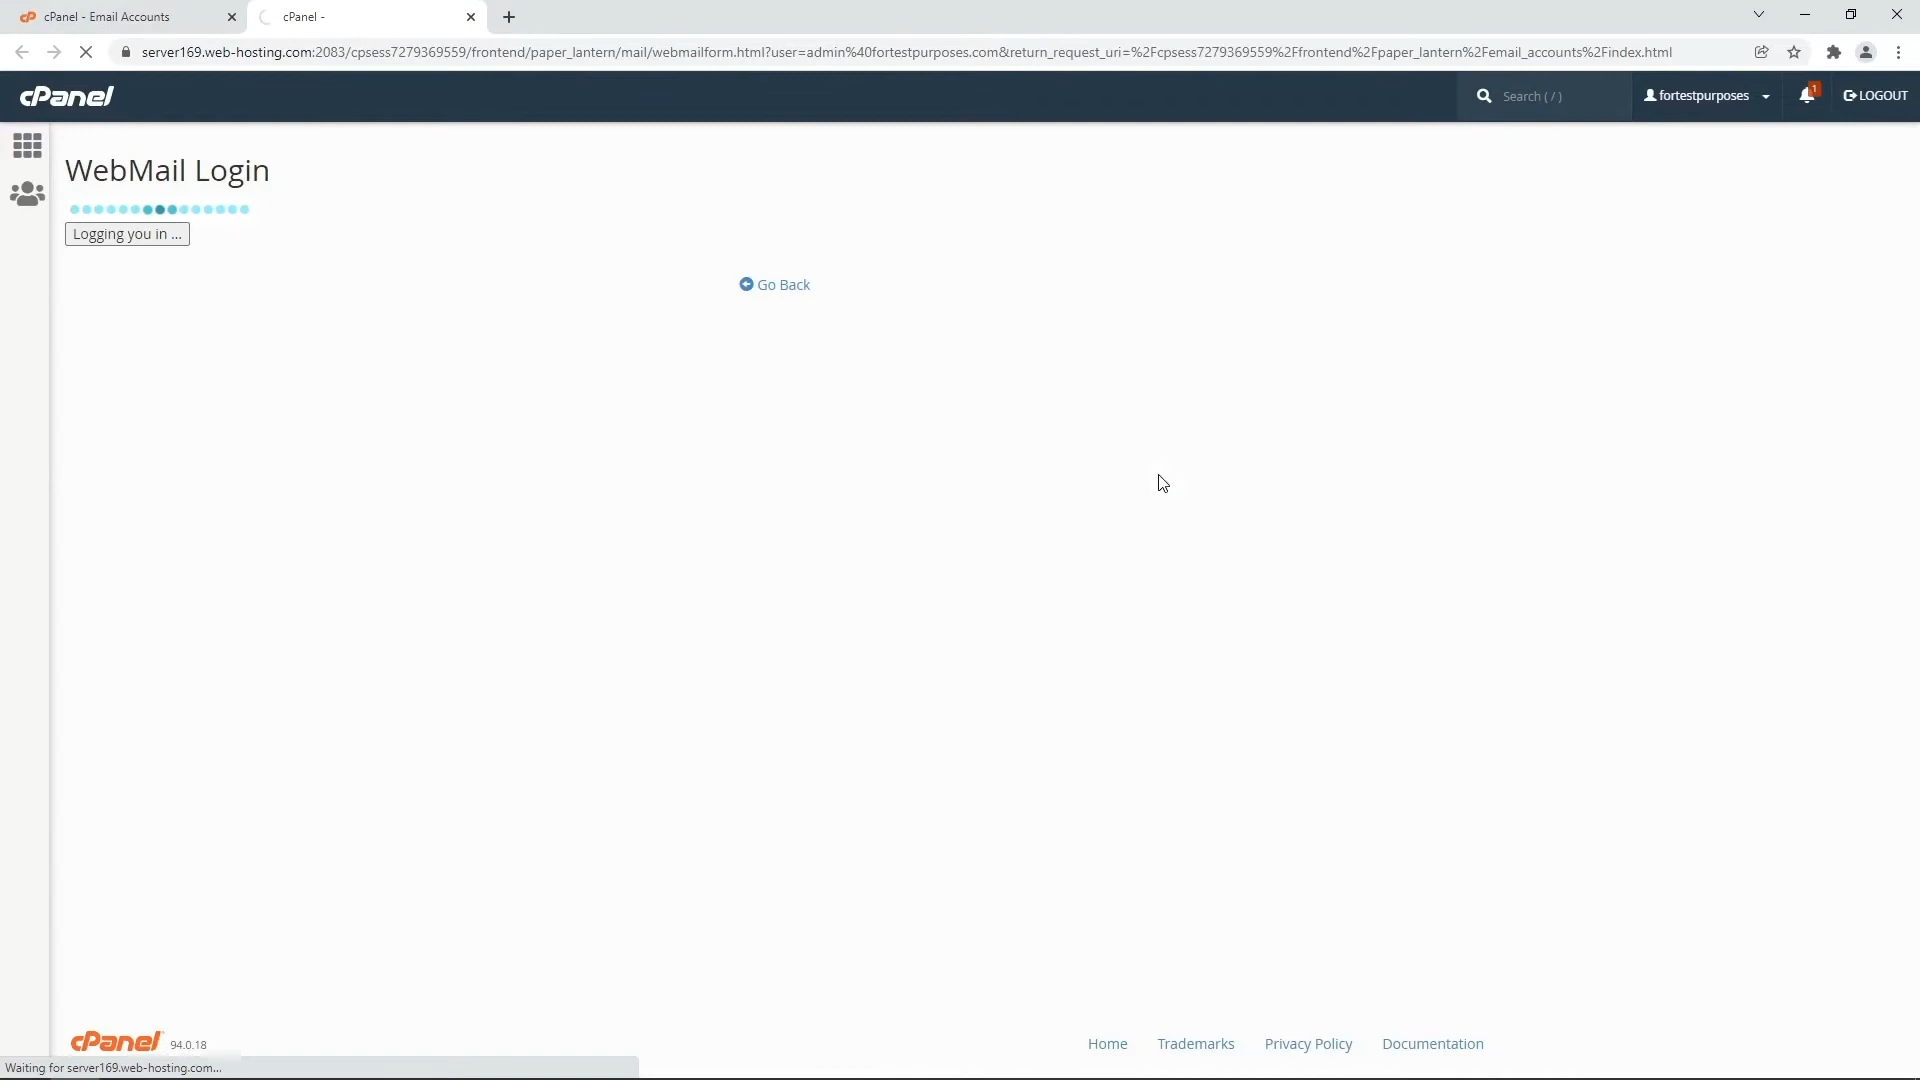 cPanel - Email Accounts
cPanel -
server169.web-hosting.com:2083/cpsess7279369559/frontend/paper_lantern/mail/webmailform.html?user=admin%40fortestpurposes.com&return_request_uri=%2Fcpsess7279369559%2Ffrontend%2Fpaper_lantern%2Femail_accounts%2Findex.html
cPanel
Search ( / )
fortestpurposes
1
LOGOUT
WebMail Login
Logging you in ...
Go Back
cPanel 94.0.18
Home
Trademarks
Privacy Policy
Documentation
Waiting for server169.web-hosting.com...